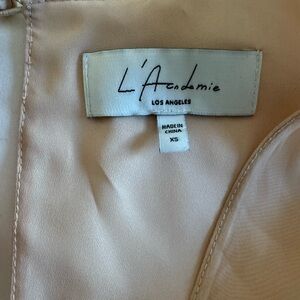 L'Academie
LOS ANGELES
MADE IN
CHINA
XS